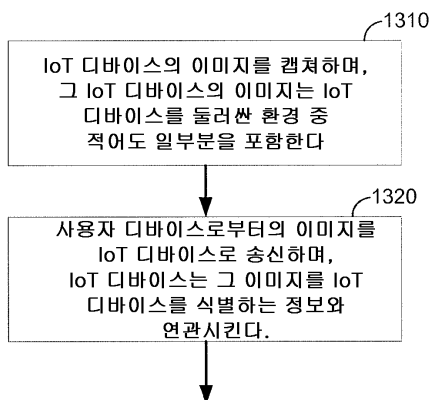 1310
IoT 디바이스의 이미지를 캡쳐하며,
그 IoT 디바이스의 이미지는 IoT
디바이스를 둘러싼 환경 중
적어도 일부분을 포함한다
1320
사용자 디바이스로부터의 이미지를
IoT 디바이스로 송신하며,
IoT 디바이스는 그 이미지를 IoT
디바이스를 식별하는 정보와
연관시킨다.